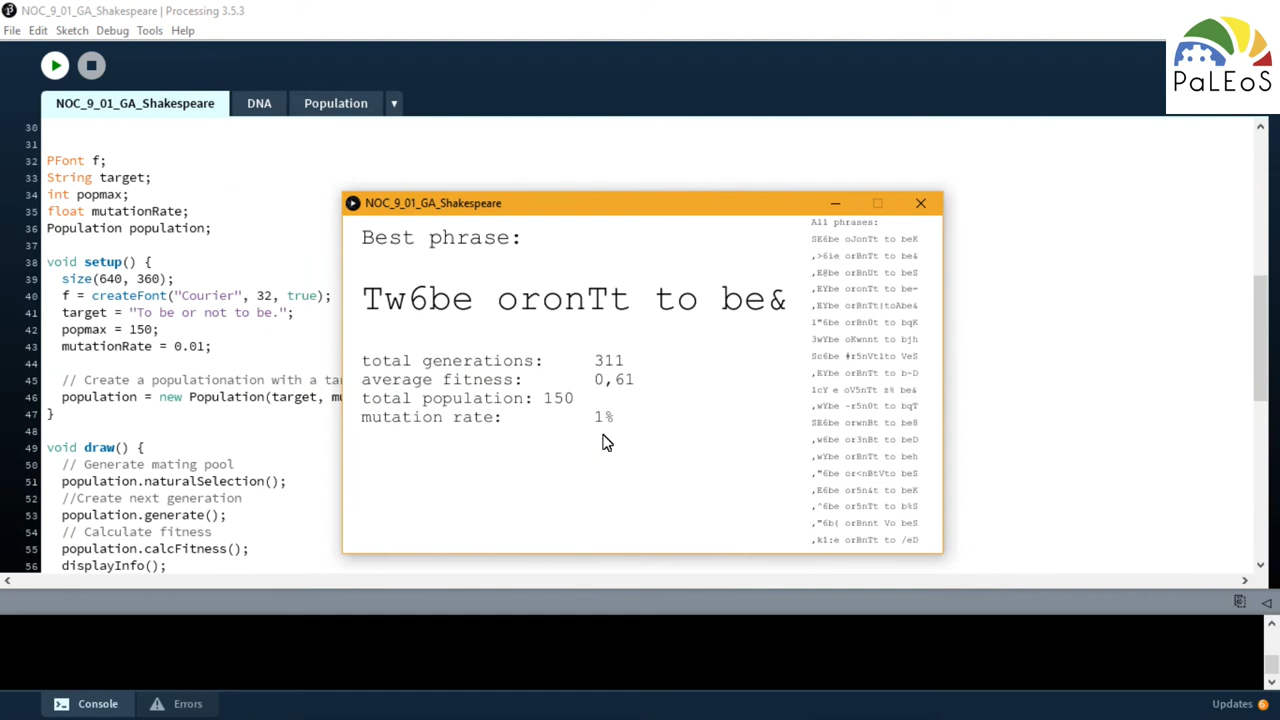 NOC_9_01_GA_Shakespeare | Processing 3.5.3
File Edit Sketch Debug Tools Help
PaLEoS
NOC_9_01_GA_Shakespeare DNA Population
30
31
32 PFont f;
33 String target;
34 int popmax;
35 float mutationRate;
36 Population population;
37
38 void setup() {
39 size(640, 360);
40 f = createFont("Courier", 32, true);
41 target = "To be or not to be.";
42 popmax = 150;
43 mutationRate = 0.01;
44
45 // Create a populationation with a ta
46 population = new Population(target, mu
47 }
48
49 void draw() {
50 // Generate mating pool
51 population.naturalSelection();
52 //Create next generation
53 population.generate();
54 // Calculate fitness
55 population.calcFitness();
56 displayInfo();
NOC_9_01_GA_Shakespeare
Best phrase:
Tw6be oronTt to be&
total generations: 311
average fitness: 0,61
total population: 150
mutation rate: 1%
All phrases:
SE6be oJonTt to beK
,>6ie orBnTt to be&
,E@be orBnUt to beS
,EYbe oronTt to be=
,EYbe orBnTt|toAbe&
1"6be orBn0t to bqK
3wYbe oKwnnt to bjh
Sc6be ‡r5nVt1to VeS
,EYbe orBnTt to b~D
1cY e oV5nTt z% be&
,wYbe -r5n0t to bqT
SE6be orwnBt to be8
,w6be or3nBt to beD
,wYbe orBnTt to beh
,"6be or<nBtVto beS
,E6be or5n&t to beK
,^6be or5nTt to b%S
,"6b{ orBnnt Vo beS
,k1:e orBnTt to /eD
Console Errors Updates 6